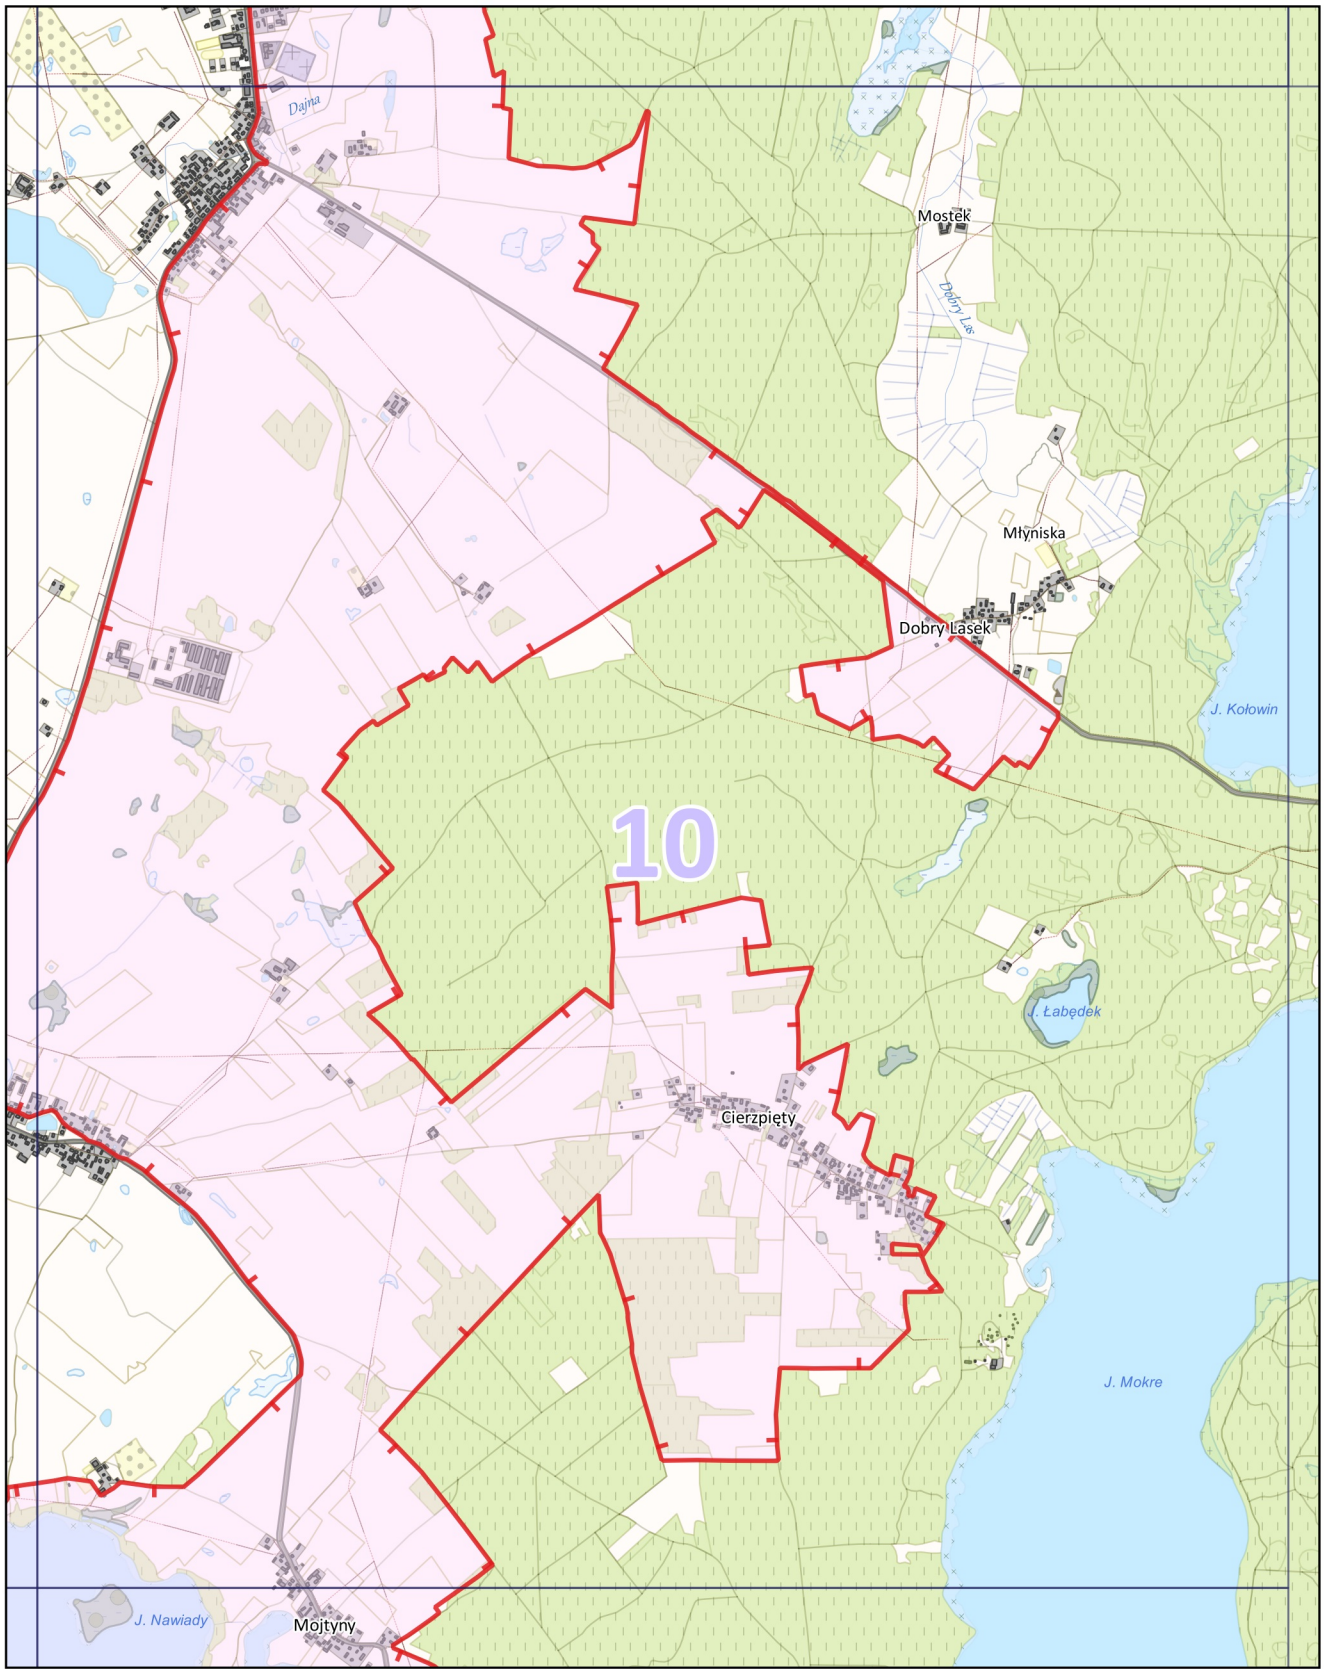 Dajna
Mostek
Dobry Las
Młyniska
Dobry Lasek
J. Kołowin
10
J. Łabędek
Cierzpięty
J. Mokre
J. Nawiady
Mojtyny